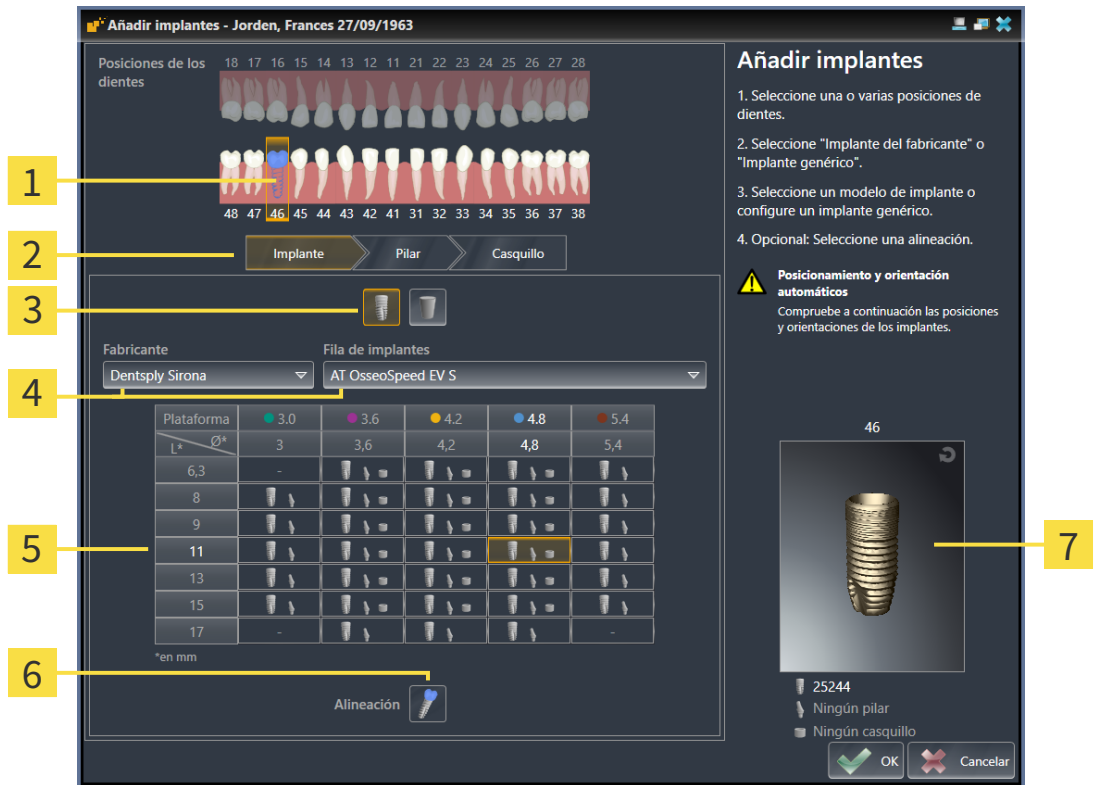 Añadir implantes - Jorden, Frances 27/09/1963
Posiciones de los dientes
18 17 16 15 14 13 12 11 21 22 23 24 25 26 27 28
48 47 46 45 44 43 42 41 31 32 33 34 35 36 37 38
1
2
Implante
Pilar
Casquillo
3
Fabricante
Fila de implantes
4
Dentsply Sirona
AT OsseoSpeed EV S
Plataforma 3.0 3.6 4.2 4.8 5.4
L* Ø* 3 3,6 4,2 4,8 5,4
6,3 -
8
9
5
11
13
15
17 - -
*en mm
6
Alineación
Añadir implantes
1. Seleccione una o varias posiciones de
dientes.
2. Seleccione "Implante del fabricante" o
"Implante genérico".
3. Seleccione un modelo de implante o
configure un implante genérico.
4. Opcional: Seleccione una alineación.
Posicionamiento y orientación
automáticos
Compruebe a continuación las posiciones
y orientaciones de los implantes.
46
7
25244
Ningún pilar
Ningún casquillo
OK
Cancelar